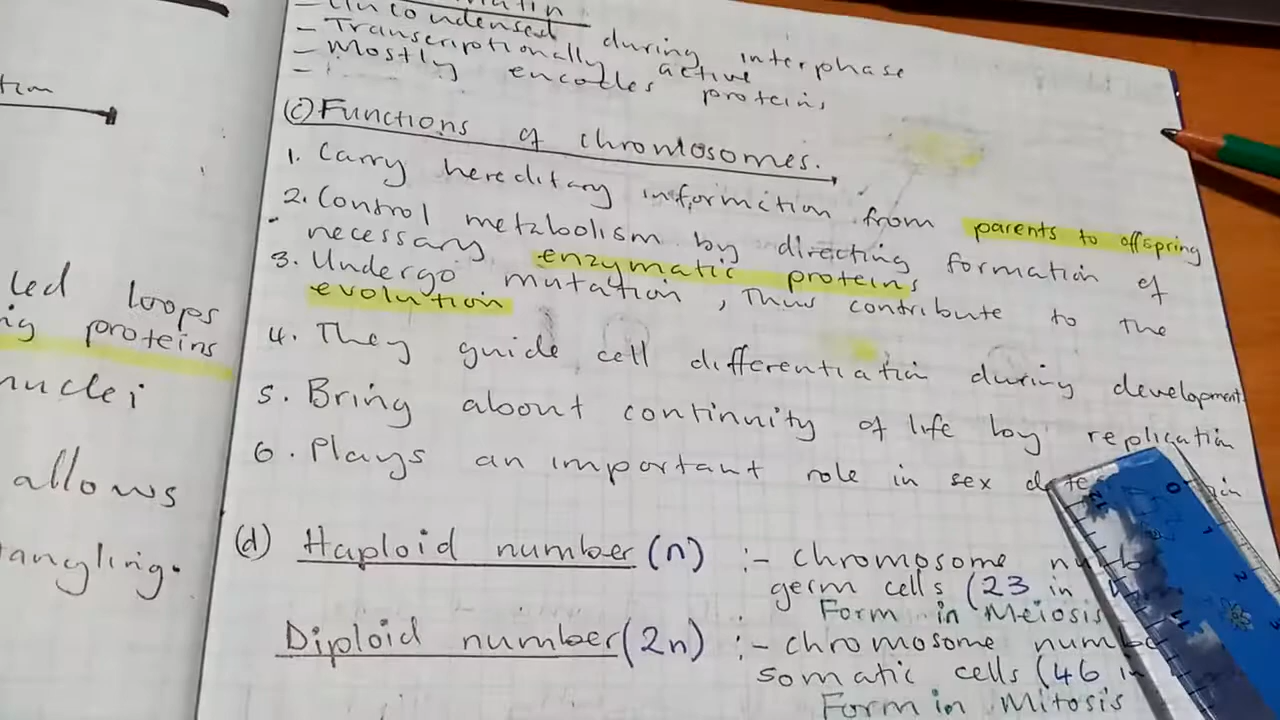 tion
led loops
ig proteins
nuclei
allows
tangling.
- Uncondensed during interphase
- Transcriptionally active
- Mostly encodes proteins
-
(c) Functions of chromosomes.
1. Carry hereditary information from parents to offspring
2. Control metabolism by directing formation of
necessary enzymatic proteins
3. Undergo mutation, Thus contribute to the
evolution
4. They guide cell differentiation during development
5. Bring about continuity of life by replication
6. Plays an important role in sex
(d) Haploid number (n) :- chromosome
germ cells (23 in
Form in Meiosis
Diploid number (2n) :- chromosome
somatic cells (46 in
Form in Mitosis